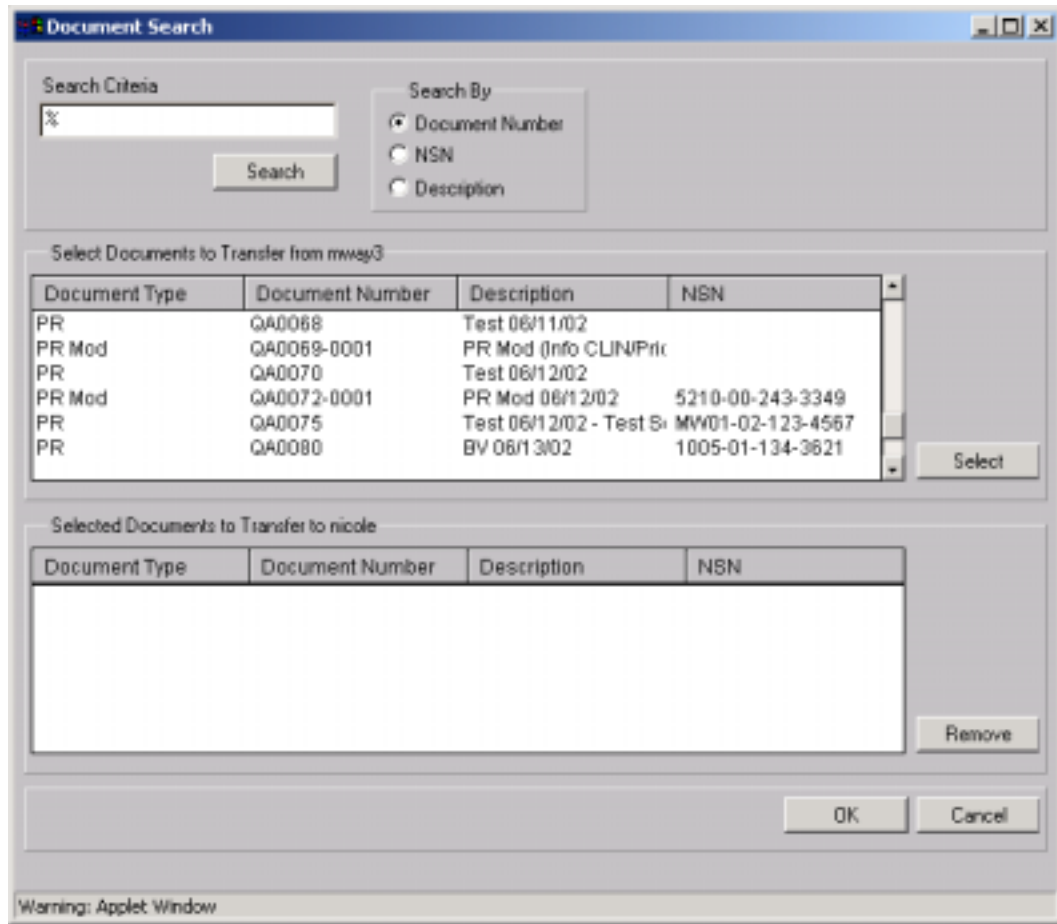 Document Search
Search Criteria
%
Search
Search By
Document Number
NSN
Description
Select Documents to Transfer from mway3
Document Type Document Number Description NSN
PR QA0068 Test 06/11/02
PR Mod QA0069-0001 PR Mod (Info CLIN/Pric
PR QA0070 Test 06/12/02
PR Mod QA0072-0001 PR Mod 06/12/02 5210-00-243-3349
PR QA0075 Test 06/12/02 - Test S MW01-02-123-4567
PR QA0080 BV 06/13/02 1005-01-134-3621
Select
Selected Documents to Transfer to nicole
Document Type Document Number Description NSN
Remove
OK Cancel
Warning: Applet Window